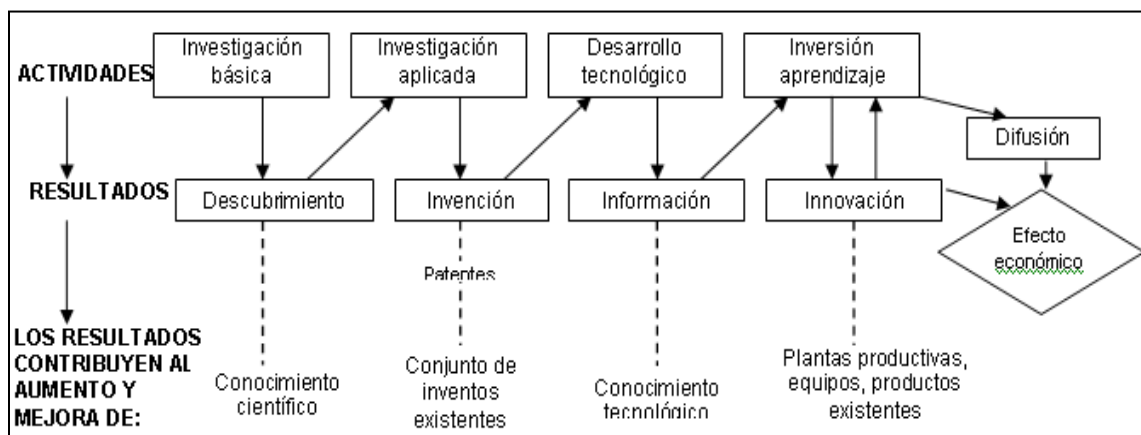 ACTIVIDADES
Investigación
básica
Investigación
aplicada
Desarrollo
tecnológico
Inversión
aprendizaje
Difusión
RESULTADOS
Descubrimiento
Invención
Información
Innovación
Efecto
económico
Patentes
LOS RESULTADOS
CONTRIBUYEN AL
AUMENTO Y
MEJORA DE:
Conocimiento
científico
Conjunto de
inventos
existentes
Conocimiento
tecnológico
Plantas productivas,
equipos, productos
existentes